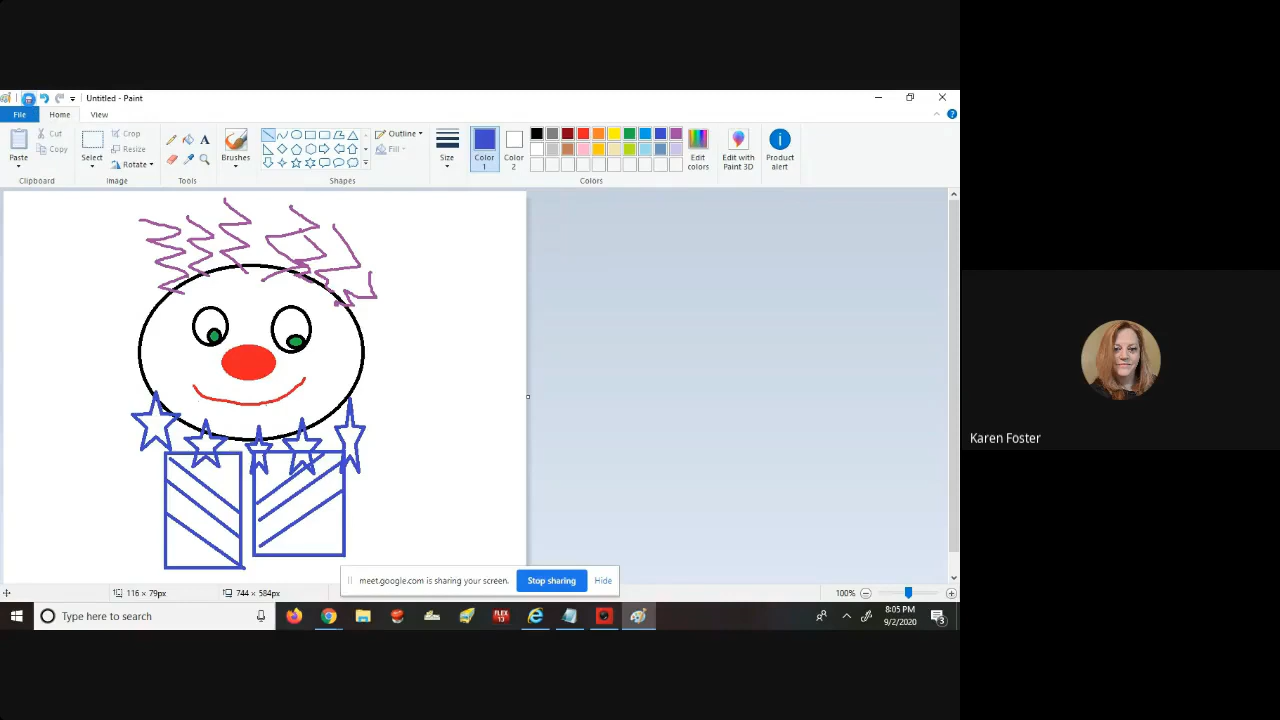 Untitled - Paint
File Home View
Cut
Copy
Paste
Clipboard
Crop
Resize
Rotate
Select
Image
A
Tools
Brushes
Outline
Fill
Shapes
Size
Color
1
Color
2
Edit
colors
Colors
Edit with
Paint 3D
Product
alert
Karen Foster
meet.google.com is sharing your screen. Stop sharing Hide
116 × 79px 744 × 584px 100%
Type here to search
FLEX
13
8:05 PM
9/2/2020
3